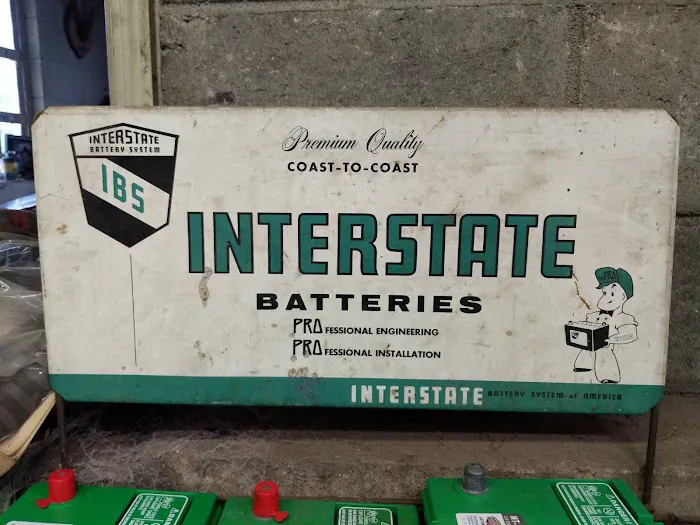 INTERSTATE
BATTERY SYSTEM
IBS
Premium Quality
COAST-TO-COAST
INTERSTATE
BATTERIES
PROFESSIONAL ENGINEERING
PROFESSIONAL INSTALLATION
PRO
INTERSTATE BATTERY SYSTEM of AMERICA